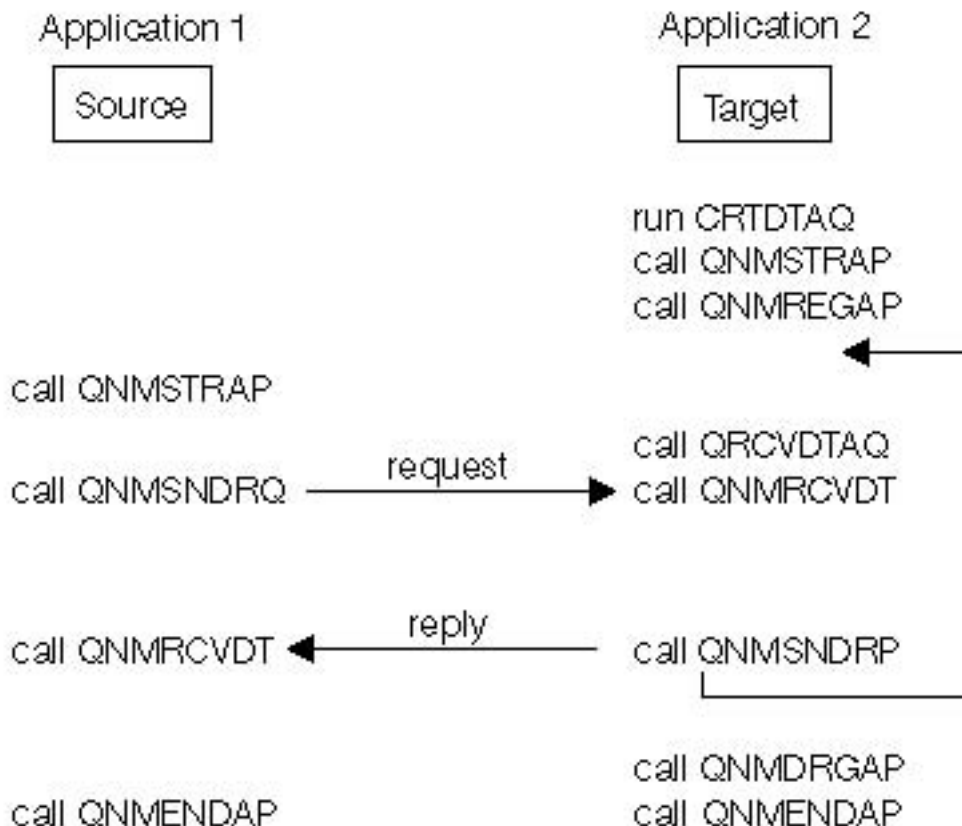 Application 1
Application 2
Source
Target
run CRTDTAQ
call QNMSTRAP
call QNMREGAP
call QNMSTRAP
call QRCVDTAQ
call QNMSNDRQ
request
call QNMRCVDT
call QNMRCVDT
reply
call QNMSNDRP
call QNMDRGAP
call QNMENDAP
call QNMENDAP